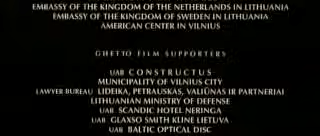 EMBASSY OF THE KINGDOM OF THE NETHERLANDS IN LITHUANIA
EMBASSY OF THE KINGDOM OF SWEDEN IN LITHUANIA
AMERICAN CENTER IN VILNIUS
GHETTO FILM SUPPORTERS
UAB CONSTRUCTUS
MUNICIPALITY OF VILNIUS CITY
LAWYER BUREAU LIDEIKA, PETRAUSKAS, VALIŪNAS IR PARTNERIAI
LITHUANIAN MINISTRY OF DEFENSE
UAB SCANDIC HOTEL NERINGA
UAB GLAXSO SMITH KLINE LIETUVA
UAB BALTIC OPTICAL DISC